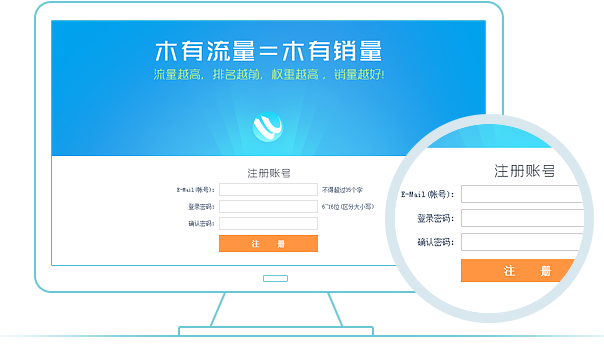 木有流量=木有销量
流量越高，排名越前，权重越高，销量越好!
注册账号
E-Mail(帐号): 不得超过35个字
登录密码: 6~16位(区分大小写)
确认密码:
注 册
注册账号
E-Mail(帐号):
登录密码:
确认密码:
注 册